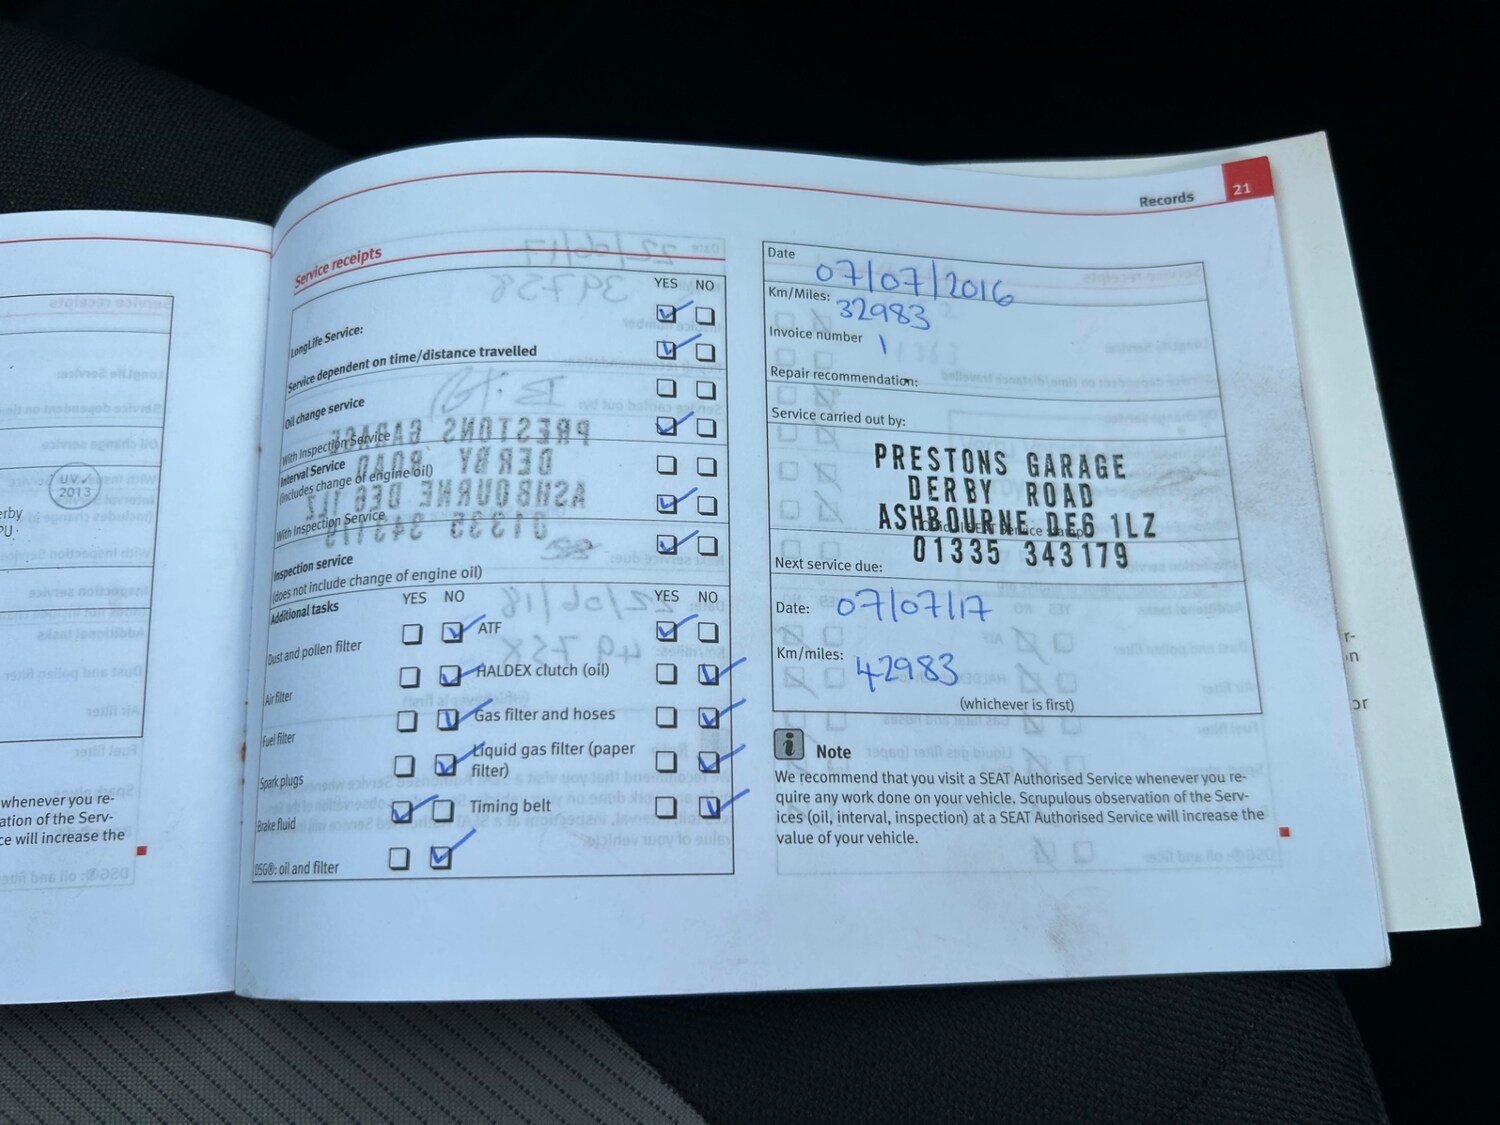 Records 21
Service receipts
YES NO
LongLife Service:
Service dependent on time/distance travelled
Oil change service
With Inspection Service
Interval Service
(includes change of engine oil)
With Inspection Service
Inspection service
(does not include change of engine oil)
Additional tasks
YES NO YES NO
Dust and pollen filter ATF
Air filter HALDEX clutch (oil)
Fuel filter Gas filter and hoses
Spark plugs Liquid gas filter (paper
filter)
Brake fluid Timing belt
DSG®: oil and filter
Date
07/07/2016
Km/Miles: 32983
Invoice number 1
Repair recommendation:
Service carried out by:
PRESTONS GARAGE
DERBY ROAD
ASHBOURNE DE6 1LZ
01335 343179
Next service due:
Date: 07/07/17
Km/miles: 42983
(whichever is first)
Note
We recommend that you visit a SEAT Authorised Service whenever you re-
quire any work done on your vehicle. Scrupulous observation of the Serv-
ices (oil, interval, inspection) at a SEAT Authorised Service will increase the
value of your vehicle.
UV
2013
erby
PU
whenever you re-
ation of the Serv-
ce will increase the
r-
n
or